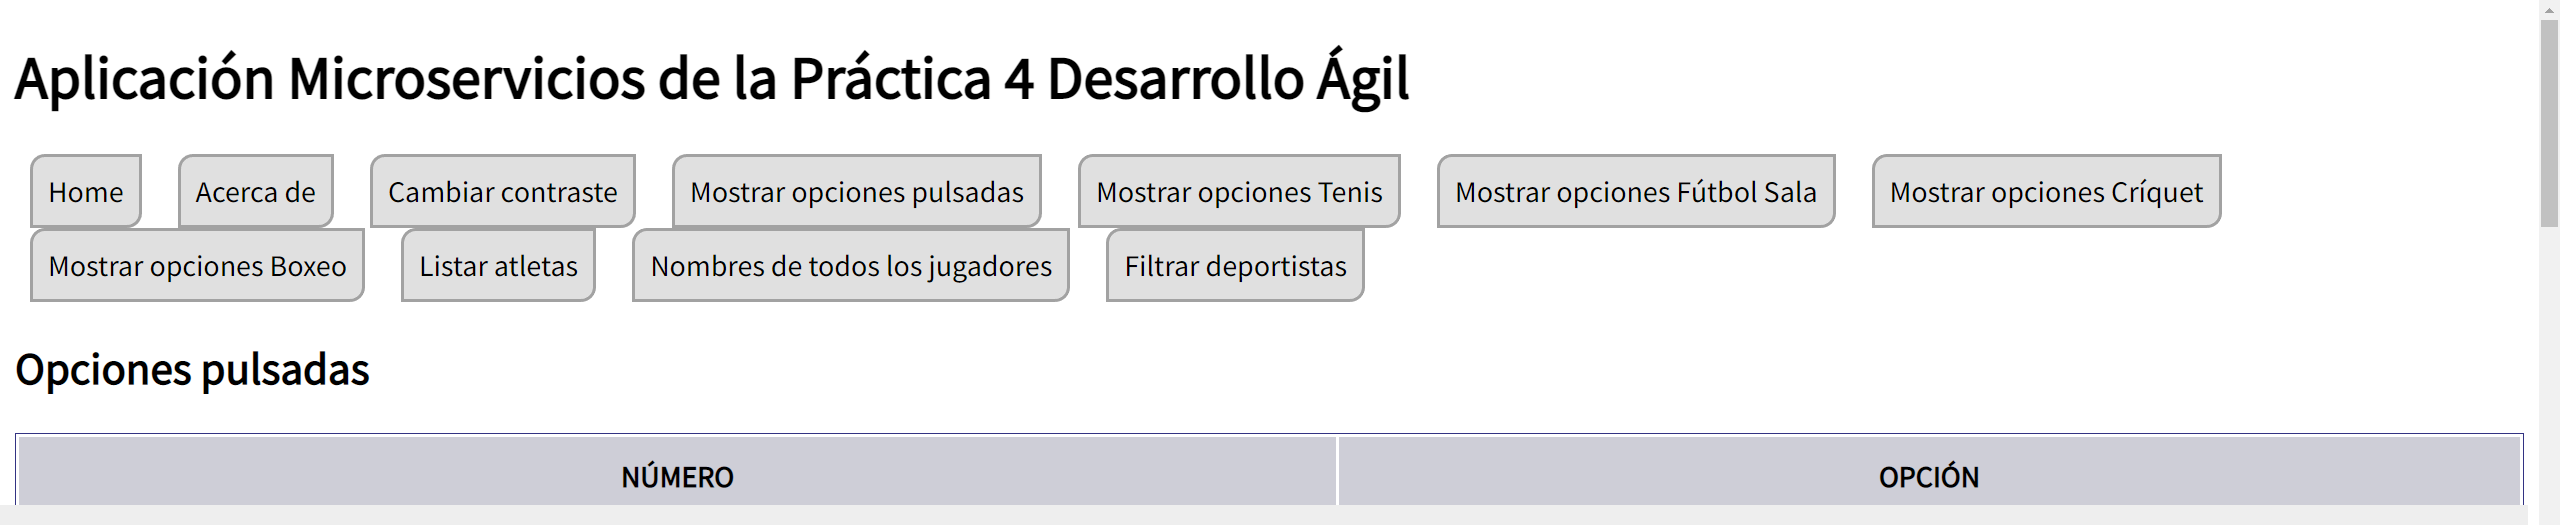 Aplicación Microservicios de la Práctica 4 Desarrollo Ágil
Home Acerca de Cambiar contraste Mostrar opciones pulsadas Mostrar opciones Tenis Mostrar opciones Fútbol Sala Mostrar opciones Críquet
Mostrar opciones Boxeo Listar atletas Nombres de todos los jugadores Filtrar deportistas
Opciones pulsadas
NÚMERO OPCIÓN